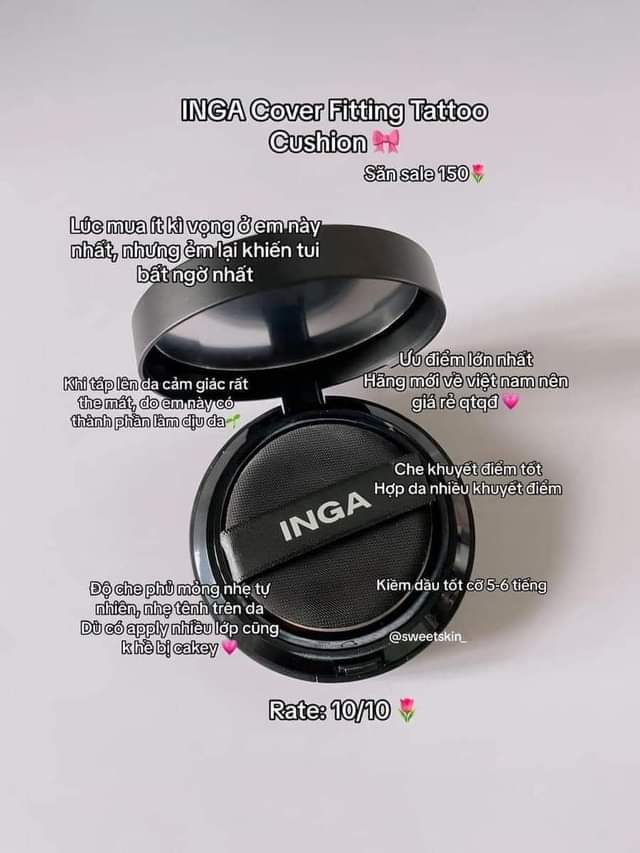 INGA Cover Fitting Tattoo
Cushion 🎀
Săn sale 150🌷
Lúc mua ít kì vọng ở em này
nhất, nhưng ẻm lại khiến tui
bất ngờ nhất
Ưu điểm lớn nhất
Hãng mới về việt nam nên
giá rẻ qtqđ 💗
Khi táp lên da cảm giác rất
the mát, do em này có
thành phần làm dịu da🌱
Che khuyết điểm tốt
Hợp da nhiều khuyết điểm
INGA
Độ che phủ mỏng nhẹ tự
nhiên, nhẹ tênh trên da
Dù có apply nhiều lớp cũng
k hề bị cakey 💗
Kiềm dầu tốt cỡ 5-6 tiếng
@sweetskin_
Rate: 10/10 🌷